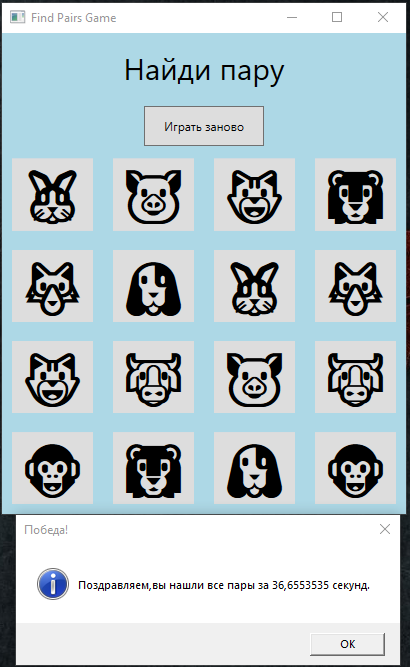 Find Pairs Game
Найди пару
Играть заново
Победа!
Поздравляем,вы нашли все пары за 36,6553535 секунд.
OK